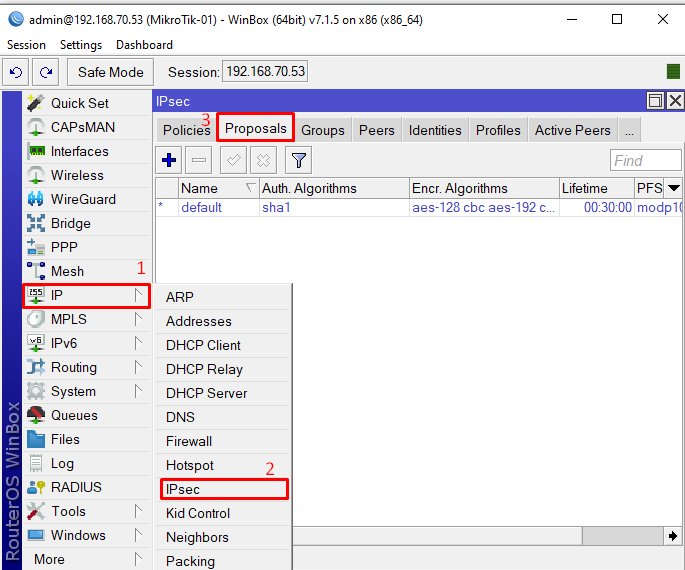 admin@192.168.70.53 (MikroTik-01) - WinBox (64bit) v7.1.5 on x86 (x86_64)
Session Settings Dashboard
Safe Mode Session: 192.168.70.53
RouterOS WinBox
Quick Set
CAPsMAN
Interfaces
Wireless
WireGuard
Bridge
PPP
Mesh
1
IP
MPLS
IPv6
Routing
System
Queues
Files
Log
RADIUS
Tools
Windows
More
IPsec
3
Policies Proposals Groups Peers Identities Profiles Active Peers ...
Find
Name Auth. Algorithms Encr. Algorithms Lifetime PFS
* default sha1 aes-128 cbc aes-192 c... 00:30:00 modp10
ARP
Addresses
DHCP Client
DHCP Relay
DHCP Server
DNS
Firewall
Hotspot
2
IPsec
Kid Control
Neighbors
Packing